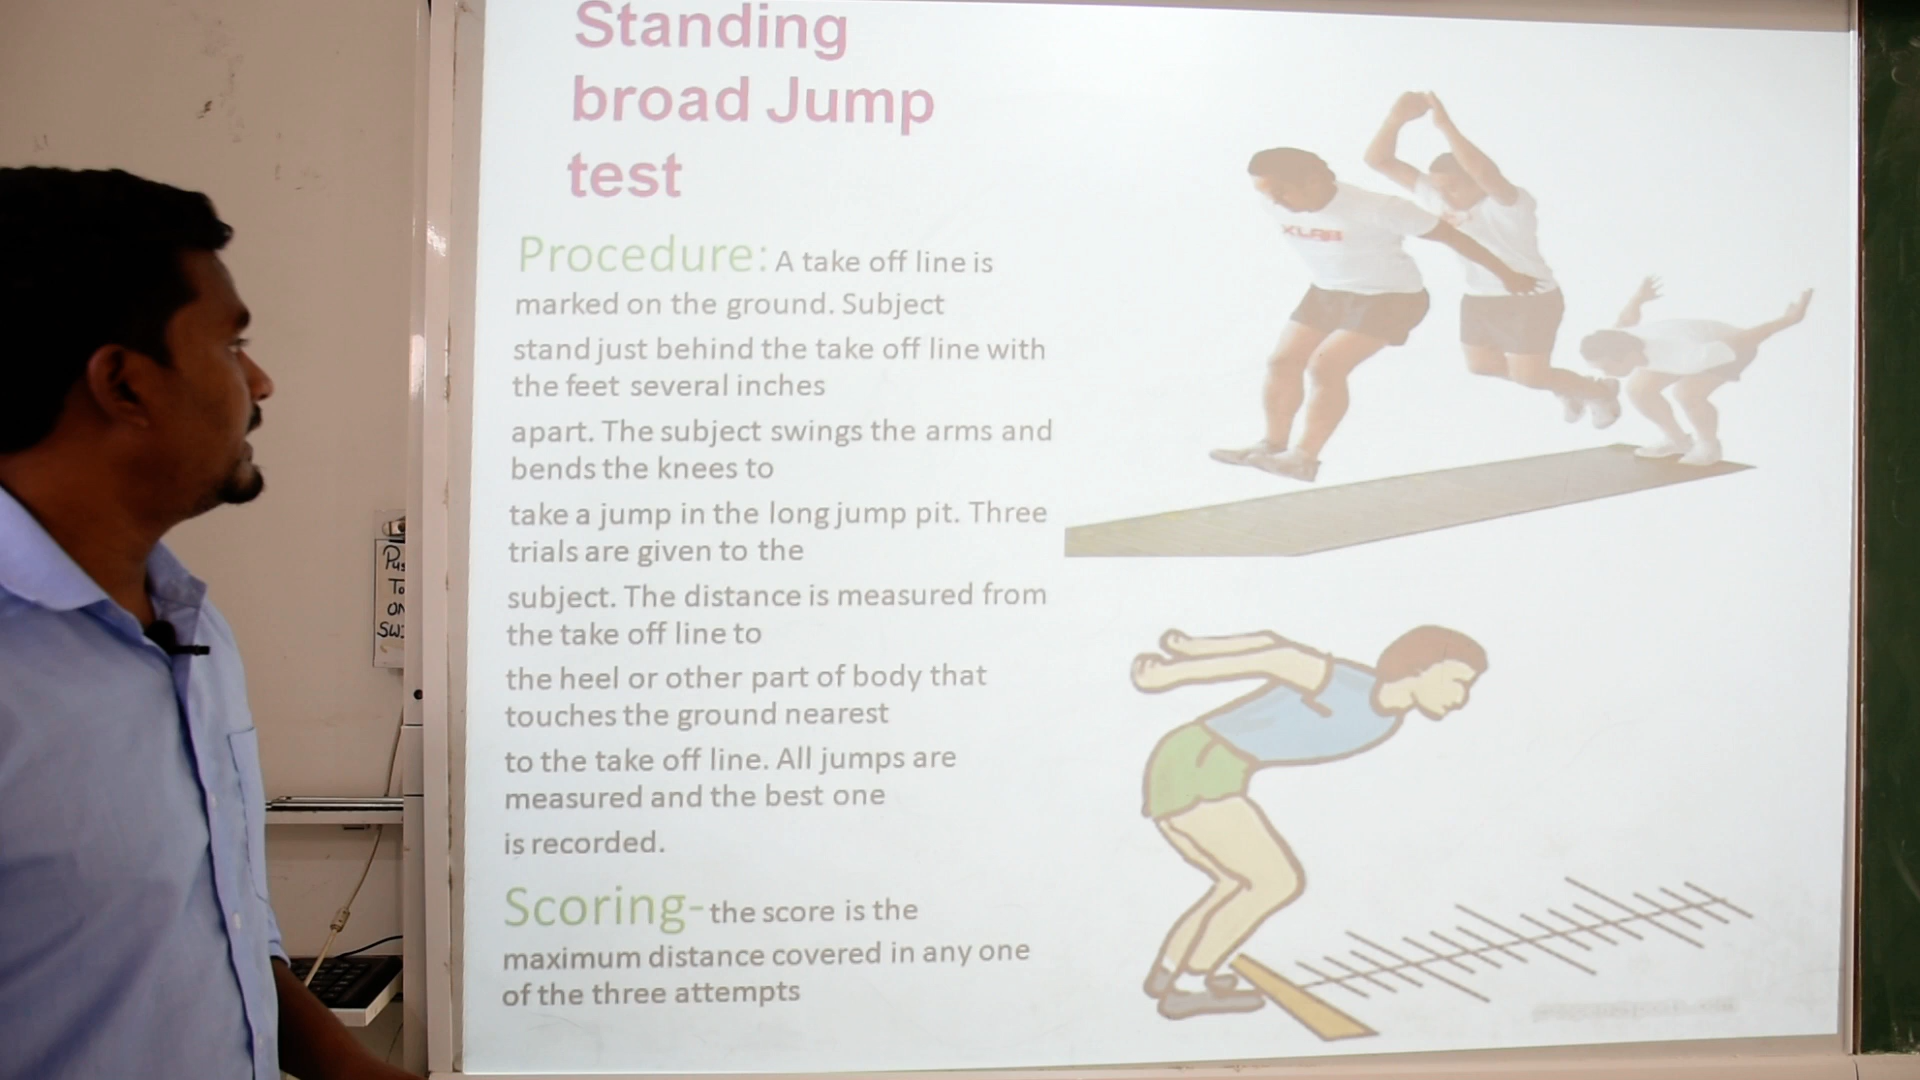 Standing
broad Jump
test
Procedure: A take off line is
marked on the ground. Subject
stand just behind the take off line with
the feet several inches
apart. The subject swings the arms and
bends the knees to
take a jump in the long jump pit. Three
trials are given to the
subject. The distance is measured from
the take off line to
the heel or other part of body that
touches the ground nearest
to the take off line. All jumps are
measured and the best one
is recorded.
Scoring- the score is the
maximum distance covered in any one
of the three attempts